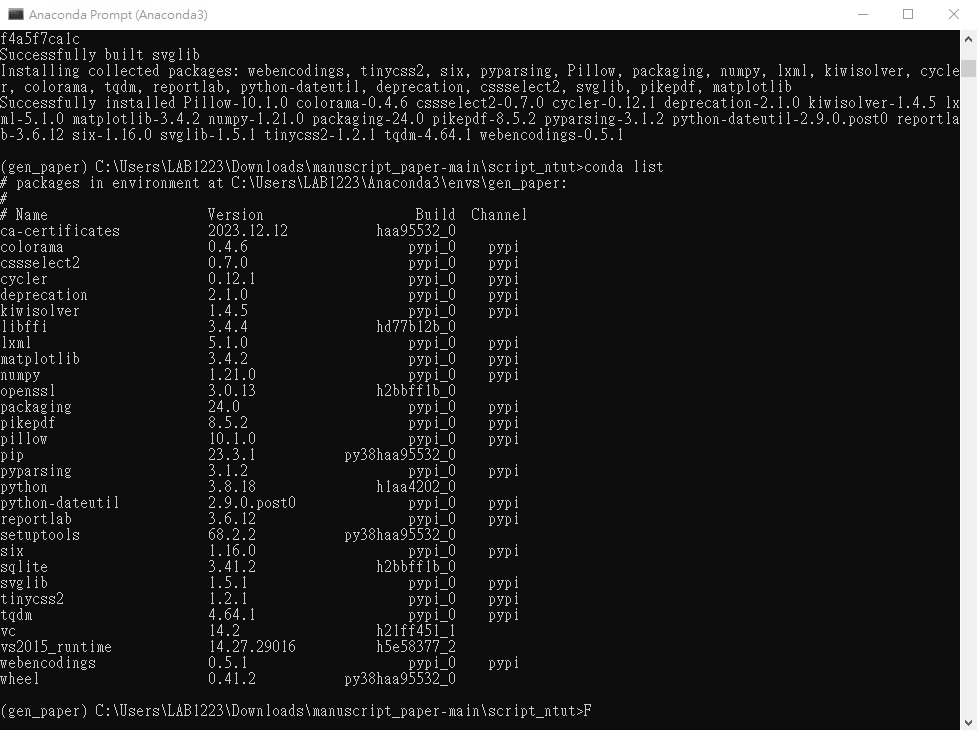 Anaconda Prompt (Anaconda3)
f4a5f7ca1c
Successfully built svglib
Installing collected packages: webencodings, tinycss2, six, pyparsing, Pillow, packaging, numpy, lxml, kiwisolver, cycle
r, colorama, tqdm, reportlab, python-dateutil, deprecation, cssselect2, svglib, pikepdf, matplotlib
Successfully installed Pillow-10.1.0 colorama-0.4.6 cssselect2-0.7.0 cycler-0.12.1 deprecation-2.1.0 kiwisolver-1.4.5 lx
ml-5.1.0 matplotlib-3.4.2 numpy-1.21.0 packaging-24.0 pikepdf-8.5.2 pyparsing-3.1.2 python-dateutil-2.9.0.post0 reportla
b-3.6.12 six-1.16.0 svglib-1.5.1 tinycss2-1.2.1 tqdm-4.64.1 webencodings-0.5.1
(gen_paper) C:\Users\LAB1223\Downloads\manuscript_paper-main\script_ntut>conda list
# packages in environment at C:\Users\LAB1223\Anaconda3\envs\gen_paper:
#
# Name Version Build Channel
ca-certificates 2023.12.12 haa95532_0
colorama 0.4.6 pypi_0 pypi
cssselect2 0.7.0 pypi_0 pypi
cycler 0.12.1 pypi_0 pypi
deprecation 2.1.0 pypi_0 pypi
kiwisolver 1.4.5 pypi_0 pypi
libffi 3.4.4 hd77b12b_0
lxml 5.1.0 pypi_0 pypi
matplotlib 3.4.2 pypi_0 pypi
numpy 1.21.0 pypi_0 pypi
openssl 3.0.13 h2bbff1b_0
packaging 24.0 pypi_0 pypi
pikepdf 8.5.2 pypi_0 pypi
pillow 10.1.0 pypi_0 pypi
pip 23.3.1 py38haa95532_0
pyparsing 3.1.2 pypi_0 pypi
python 3.8.18 h1aa4202_0
python-dateutil 2.9.0.post0 pypi_0 pypi
reportlab 3.6.12 pypi_0 pypi
setuptools 68.2.2 py38haa95532_0
six 1.16.0 pypi_0 pypi
sqlite 3.41.2 h2bbff1b_0
svglib 1.5.1 pypi_0 pypi
tinycss2 1.2.1 pypi_0 pypi
tqdm 4.64.1 pypi_0 pypi
vc 14.2 h21ff451_1
vs2015_runtime 14.27.29016 h5e58377_2
webencodings 0.5.1 pypi_0 pypi
wheel 0.41.2 py38haa95532_0
(gen_paper) C:\Users\LAB1223\Downloads\manuscript_paper-main\script_ntut>F